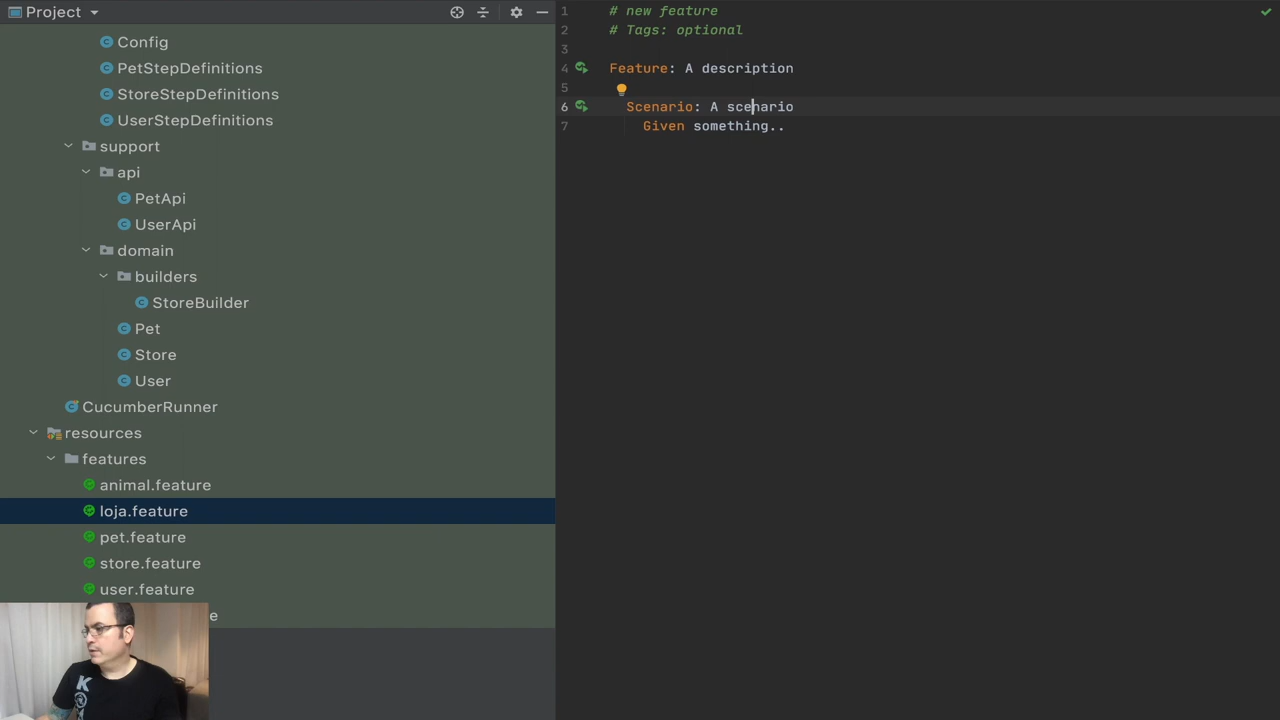 Project
Config
PetStepDefinitions
StoreStepDefinitions
UserStepDefinitions
support
api
PetApi
UserApi
domain
builders
StoreBuilder
Pet
Store
User
CucumberRunner
resources
features
animal.feature
loja.feature
pet.feature
store.feature
user.feature
1 # new feature
2 # Tags: optional
3
4 Feature: A description
5
6 Scenario: A scenario
7 Given something..